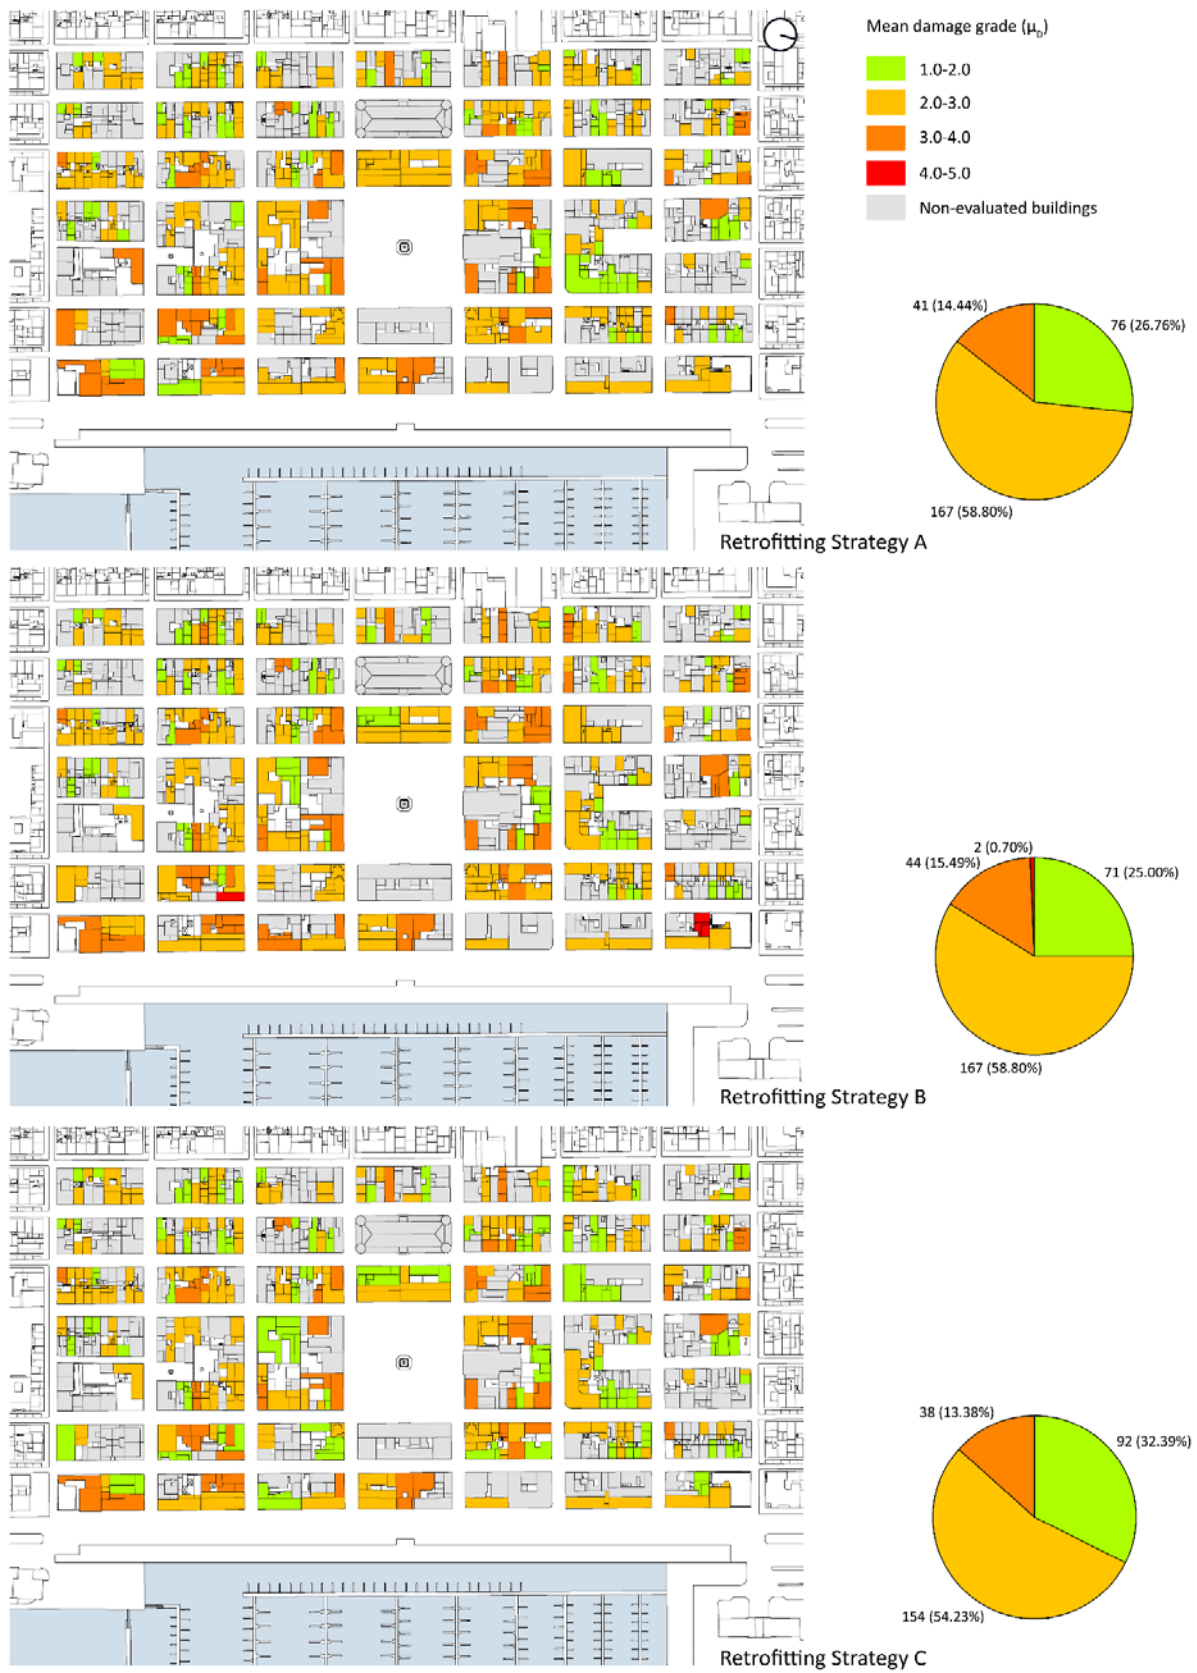 Mean damage grade (μD)
1.0-2.0
2.0-3.0
3.0-4.0
4.0-5.0
Non-evaluated buildings
41 (14.44%)
76 (26.76%)
167 (58.80%)
Retrofitting Strategy A
2 (0.70%)
44 (15.49%)
71 (25.00%)
167 (58.80%)
Retrofitting Strategy B
38 (13.38%)
92 (32.39%)
154 (54.23%)
Retrofitting Strategy C